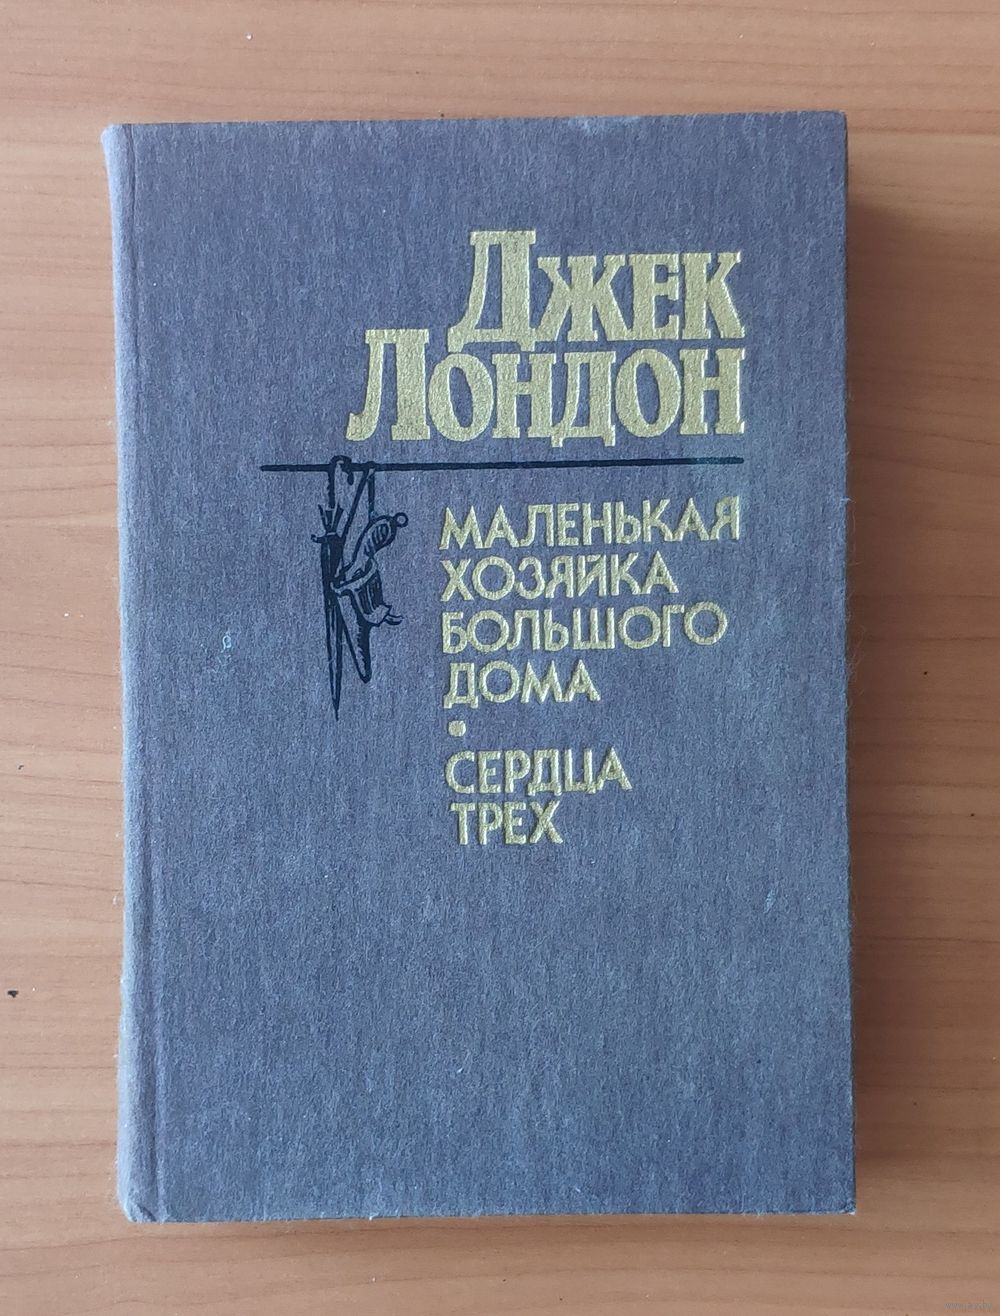 Джек
Лондон
МАЛЕНЬКАЯ
ХОЗЯЙКА
БОЛЬШОГО
ДОМА
•
СЕРДЦА
ТРЕХ